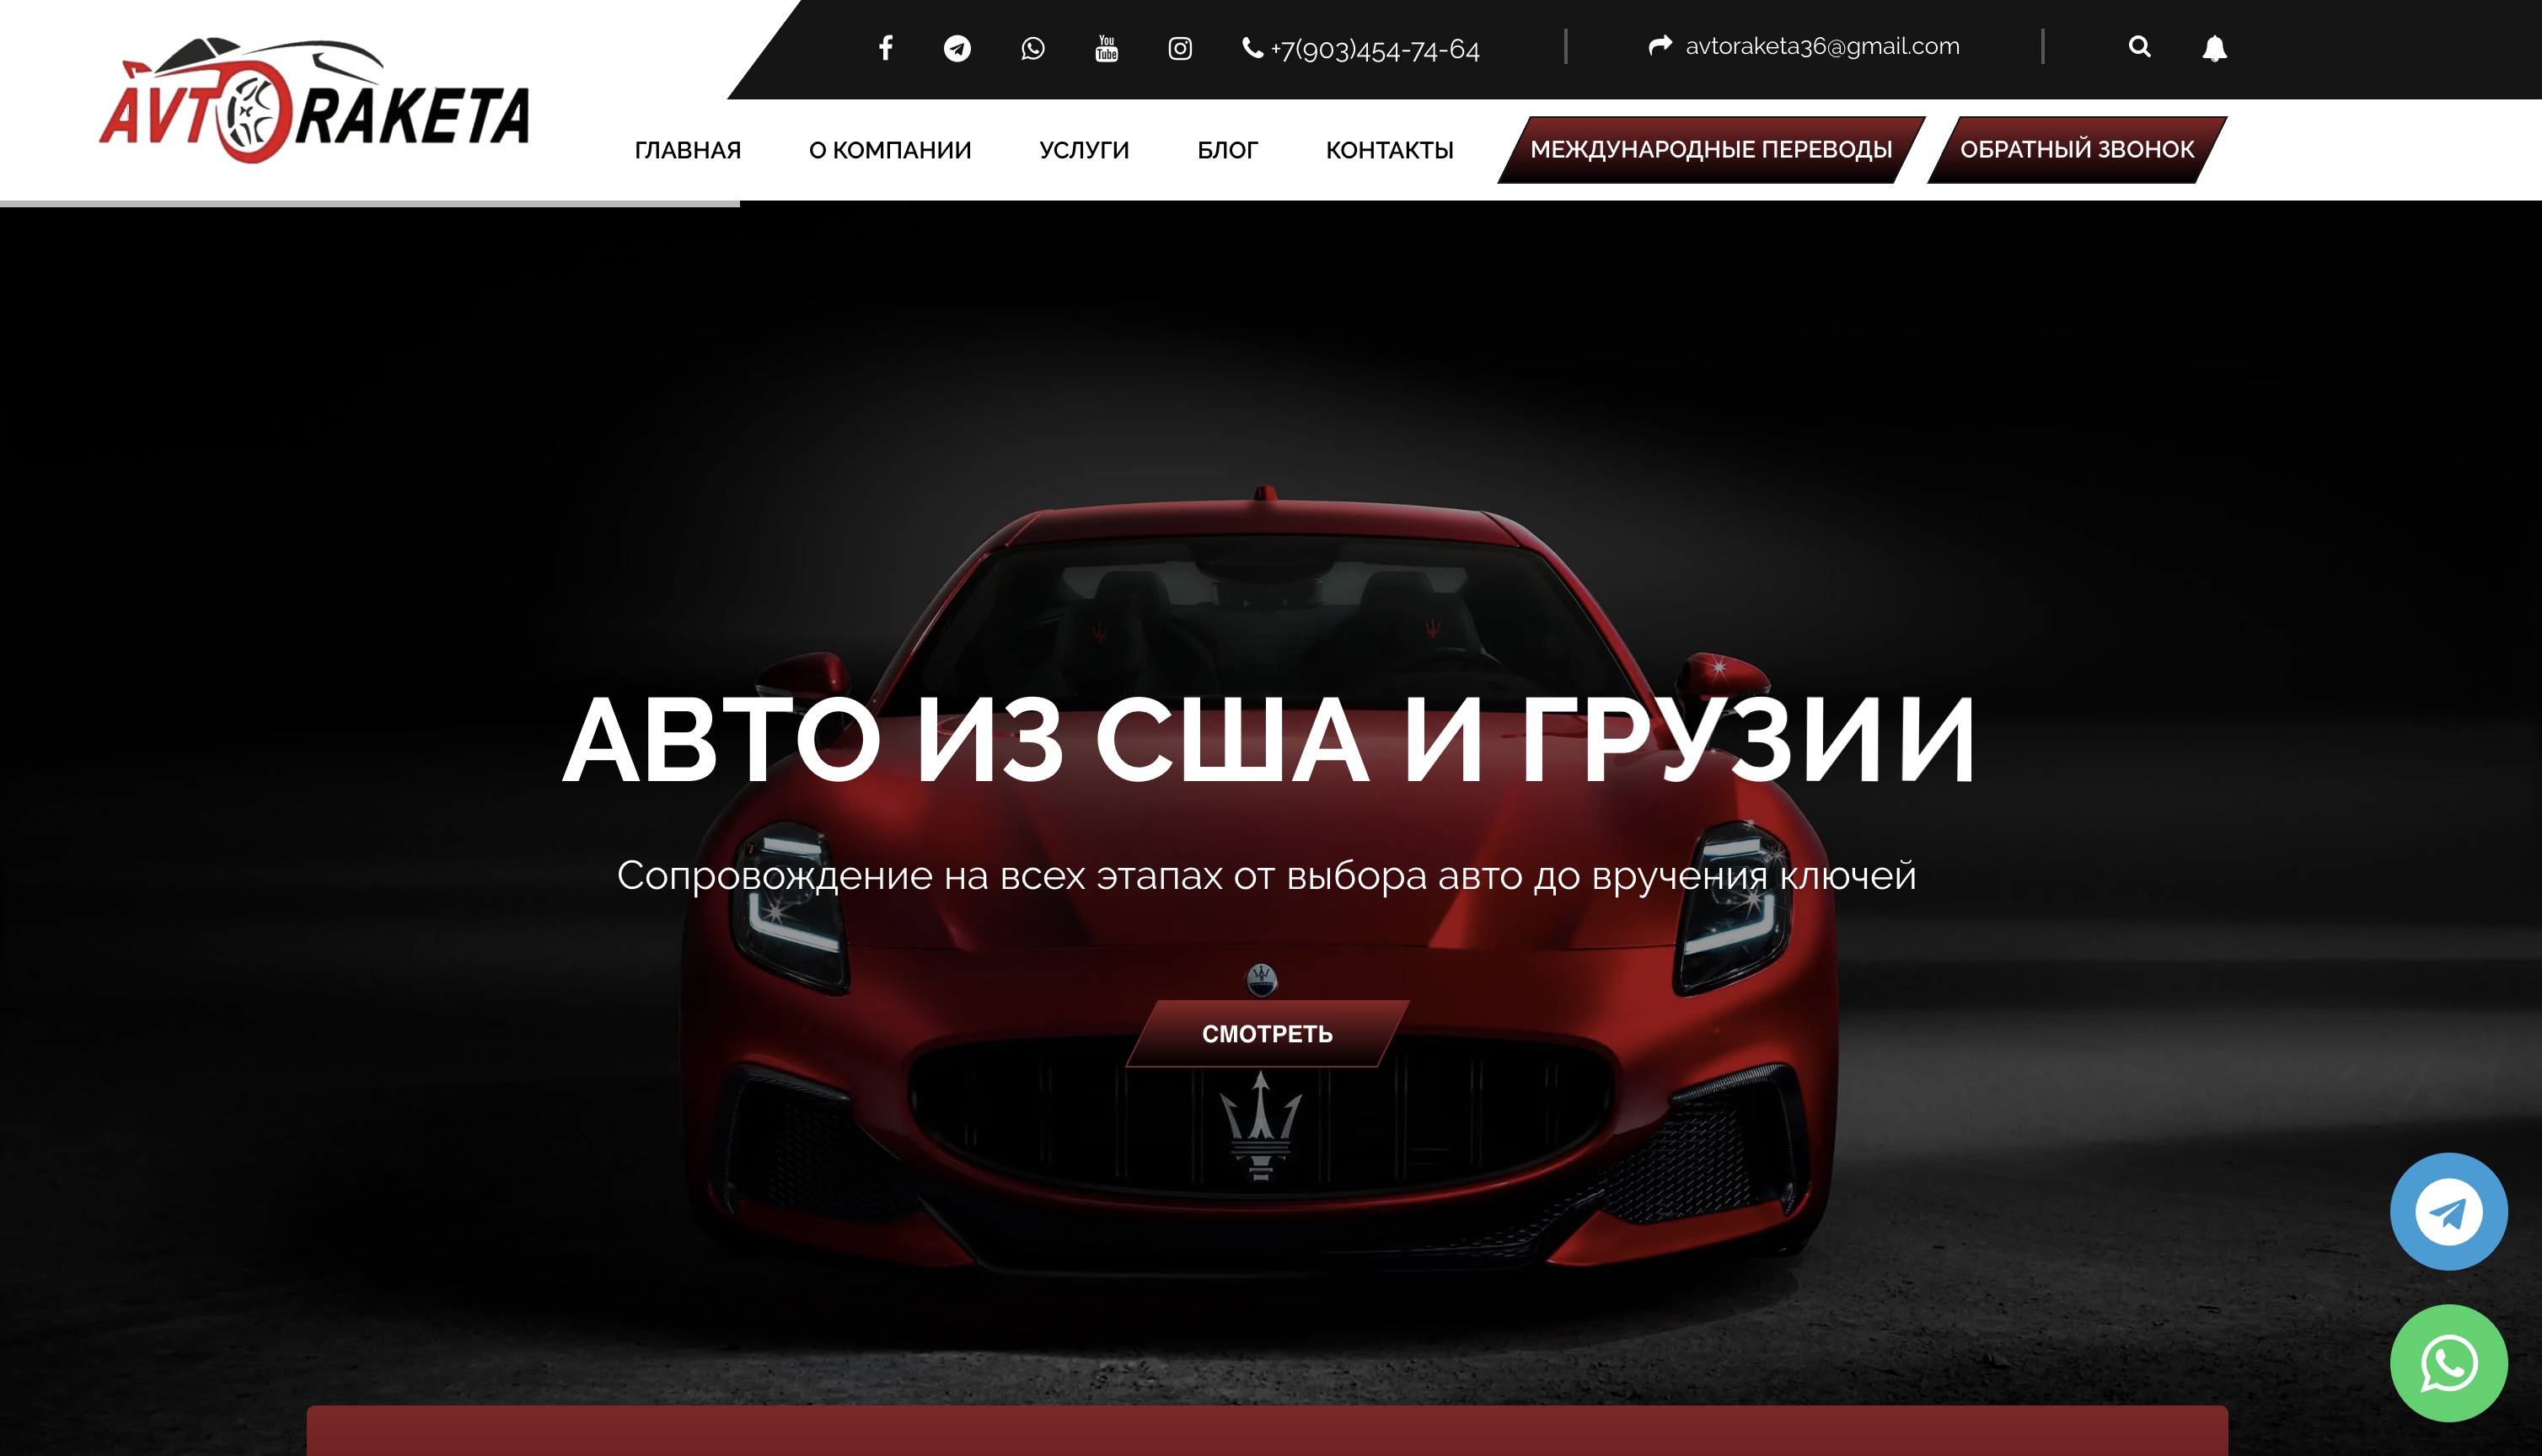 AVTORAKETA
You
Tube
+7(903)454-74-64
avtoraketa36@gmail.com
ГЛАВНАЯ
О КОМПАНИИ
УСЛУГИ
БЛОГ
КОНТАКТЫ
МЕЖДУНАРОДНЫЕ ПЕРЕВОДЫ
ОБРАТНЫЙ ЗВОНОК
АВТО ИЗ США И ГРУЗИИ
Сопровождение на всех этапах от выбора авто до вручения ключей
СМОТРЕТЬ